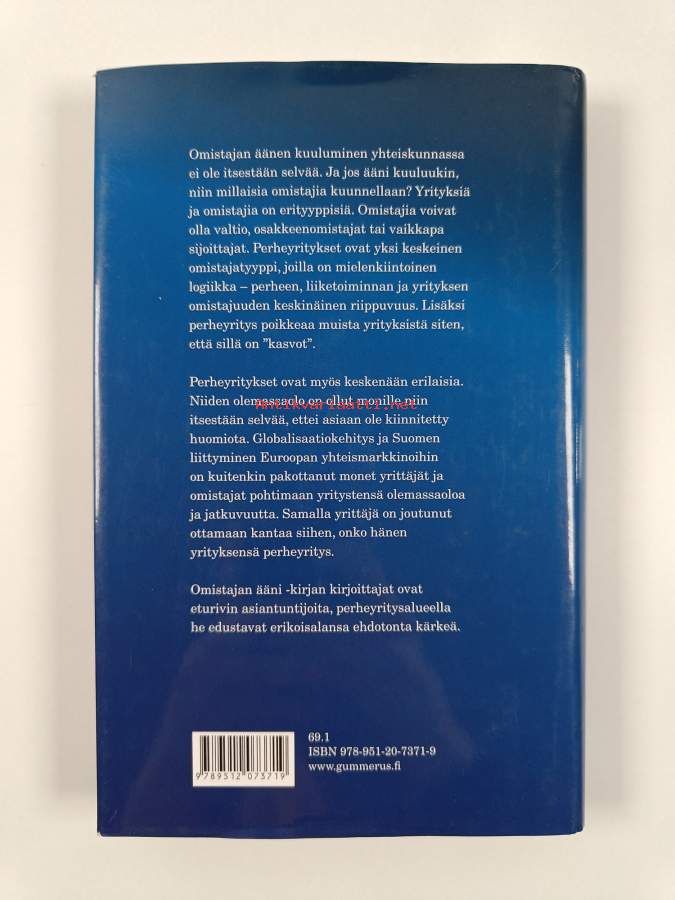 Omistajan äänen kuuluminen yhteiskunnassa
ei ole itsestään selvää. Ja jos ääni kuuluukin,
niin millaisia omistajia kuunnellaan? Yrityksiä
ja omistajia on erityyppisiä. Omistajia voivat
olla valtio, osakkeenomistajat tai vaikkapa
sijoittajat. Perheyritykset ovat yksi keskeinen
omistajatyyppi, joilla on mielenkiintoinen
logiikka – perheen, liiketoiminnan ja yrityksen
omistajuuden keskinäinen riippuvuus. Lisäksi
perheyritys poikkeaa muista yrityksistä siten,
että sillä on ”kasvot”.
Perheyritykset ovat myös keskenään erilaisia.
Niiden olemassaolo on ollut monille niin
Antikvariaatti.net
itsestään selvää, ettei asiaan ole kiinnitetty
huomiota. Globalisaatiokehitys ja Suomen
liittyminen Euroopan yhteismarkkinoihin
on kuitenkin pakottanut monet yrittäjät ja
omistajat pohtimaan yritystensä olemassaoloa
ja jatkuvuutta. Samalla yrittäjä on joutunut
ottamaan kantaa siihen, onko hänen
yrityksensä perheyritys.
Omistajan ääni -kirjan kirjoittajat ovat
eturivin asiantuntijoita, perheyritysalueella
he edustavat erikoisalansa ehdotonta kärkeä.
69.1
ISBN 978-951-20-7371-9
www.gummerus.fi
9 789512 073719